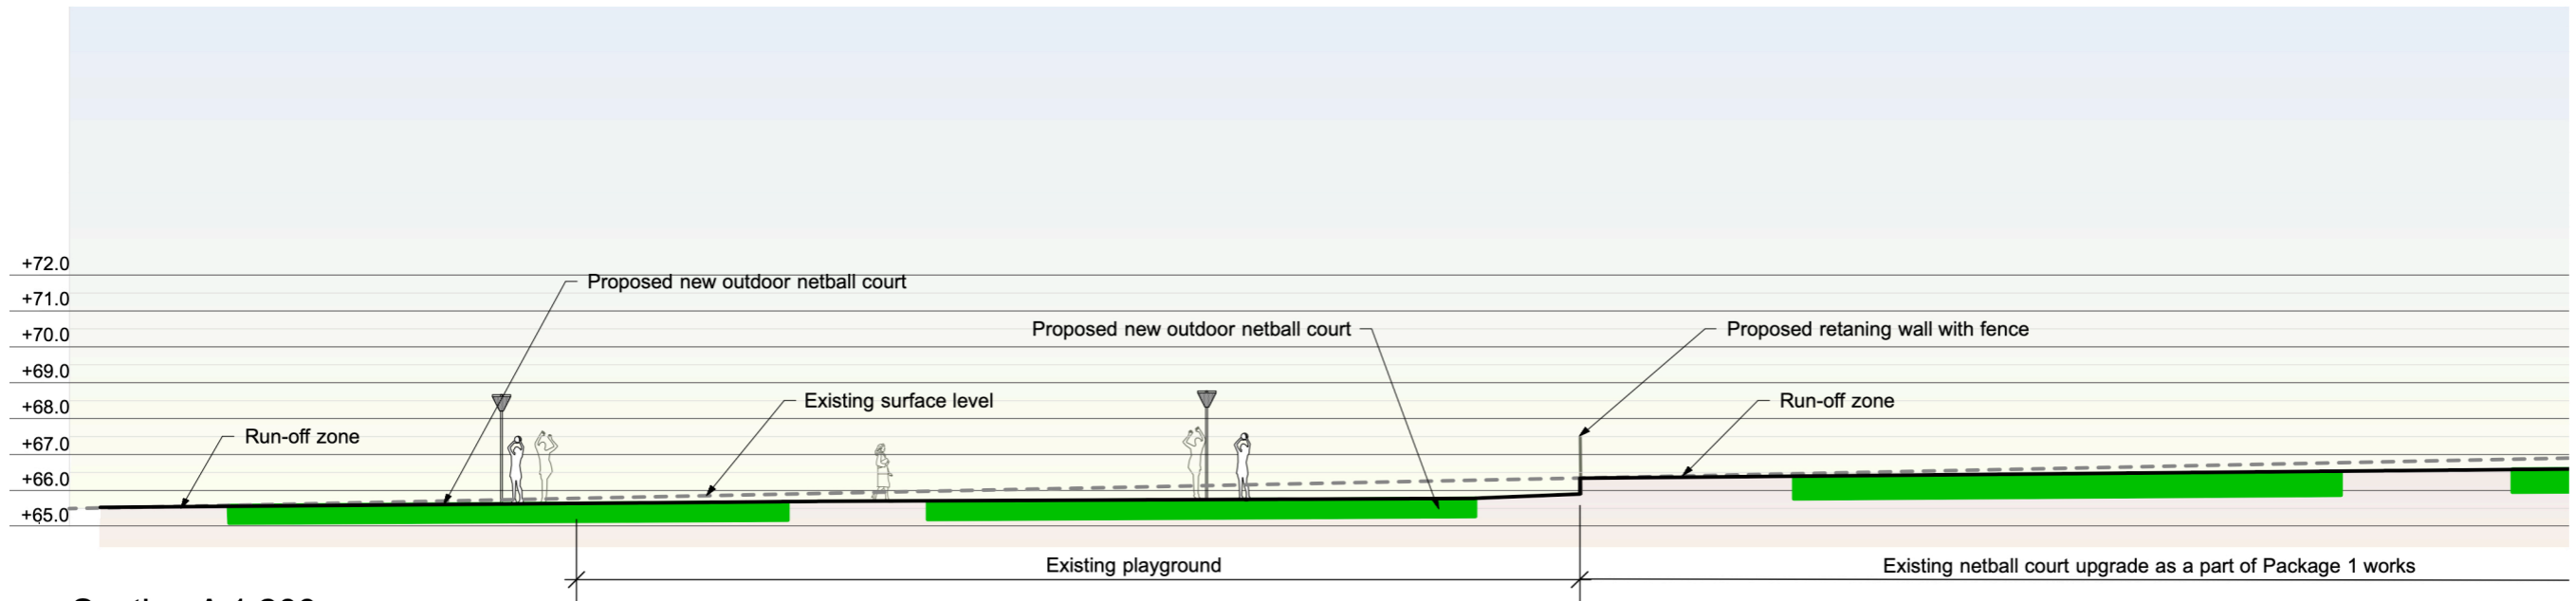 +72.0
Proposed new outdoor netball court
+71.0
+70.0
Proposed new outdoor netball court
Proposed retaning wall with fence
+69.0
+68.0
Existing surface level
Run-off zone
+67.0
Run-off zone
+66.0
+65.0
Existing playground
Existing netball court upgrade as a part of Package 1 works